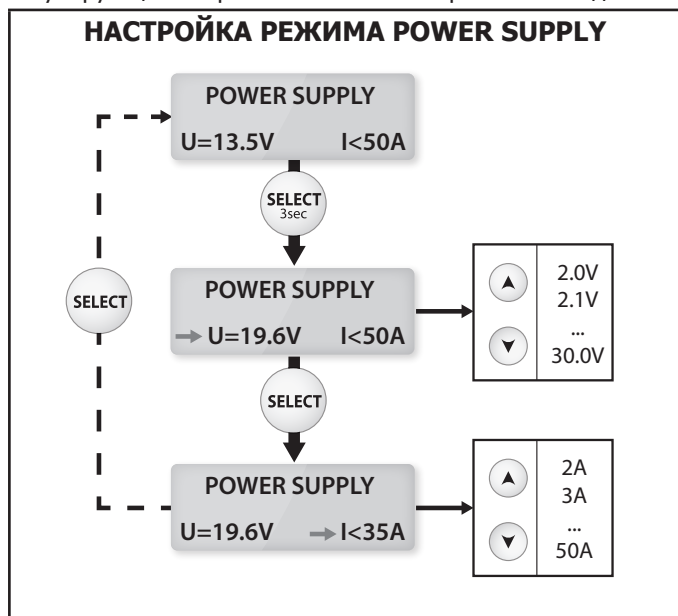 НАСТРОЙКА РЕЖИМА POWER SUPPLY
POWER SUPPLY
U=13.5V I<50A
SELECT
3sec
POWER SUPPLY
U=19.6V I<50A
2.0V
2.1V
...
30.0V
SELECT
SELECT
POWER SUPPLY
U=19.6V I<35A
2A
3A
...
50A